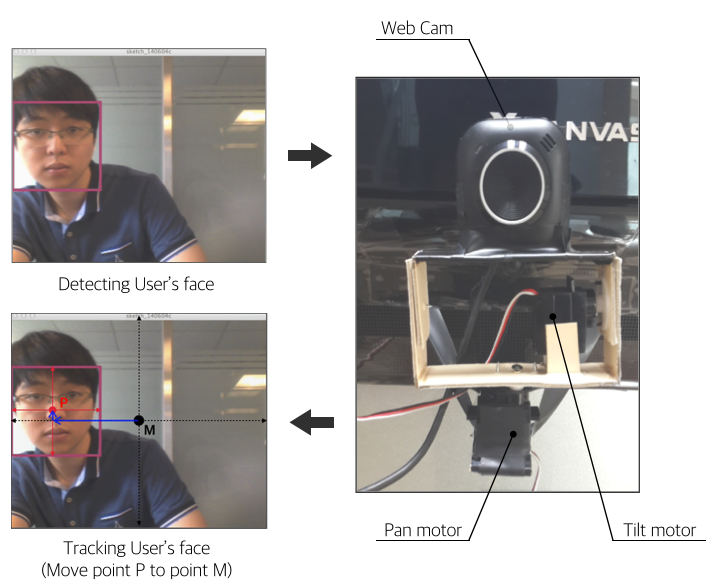 Web Cam
sketch_140604c
NVAS
Detecting User's face
sketch_140604c
P
M
Pan motor
Tilt motor
Tracking User's face
(Move point P to point M)